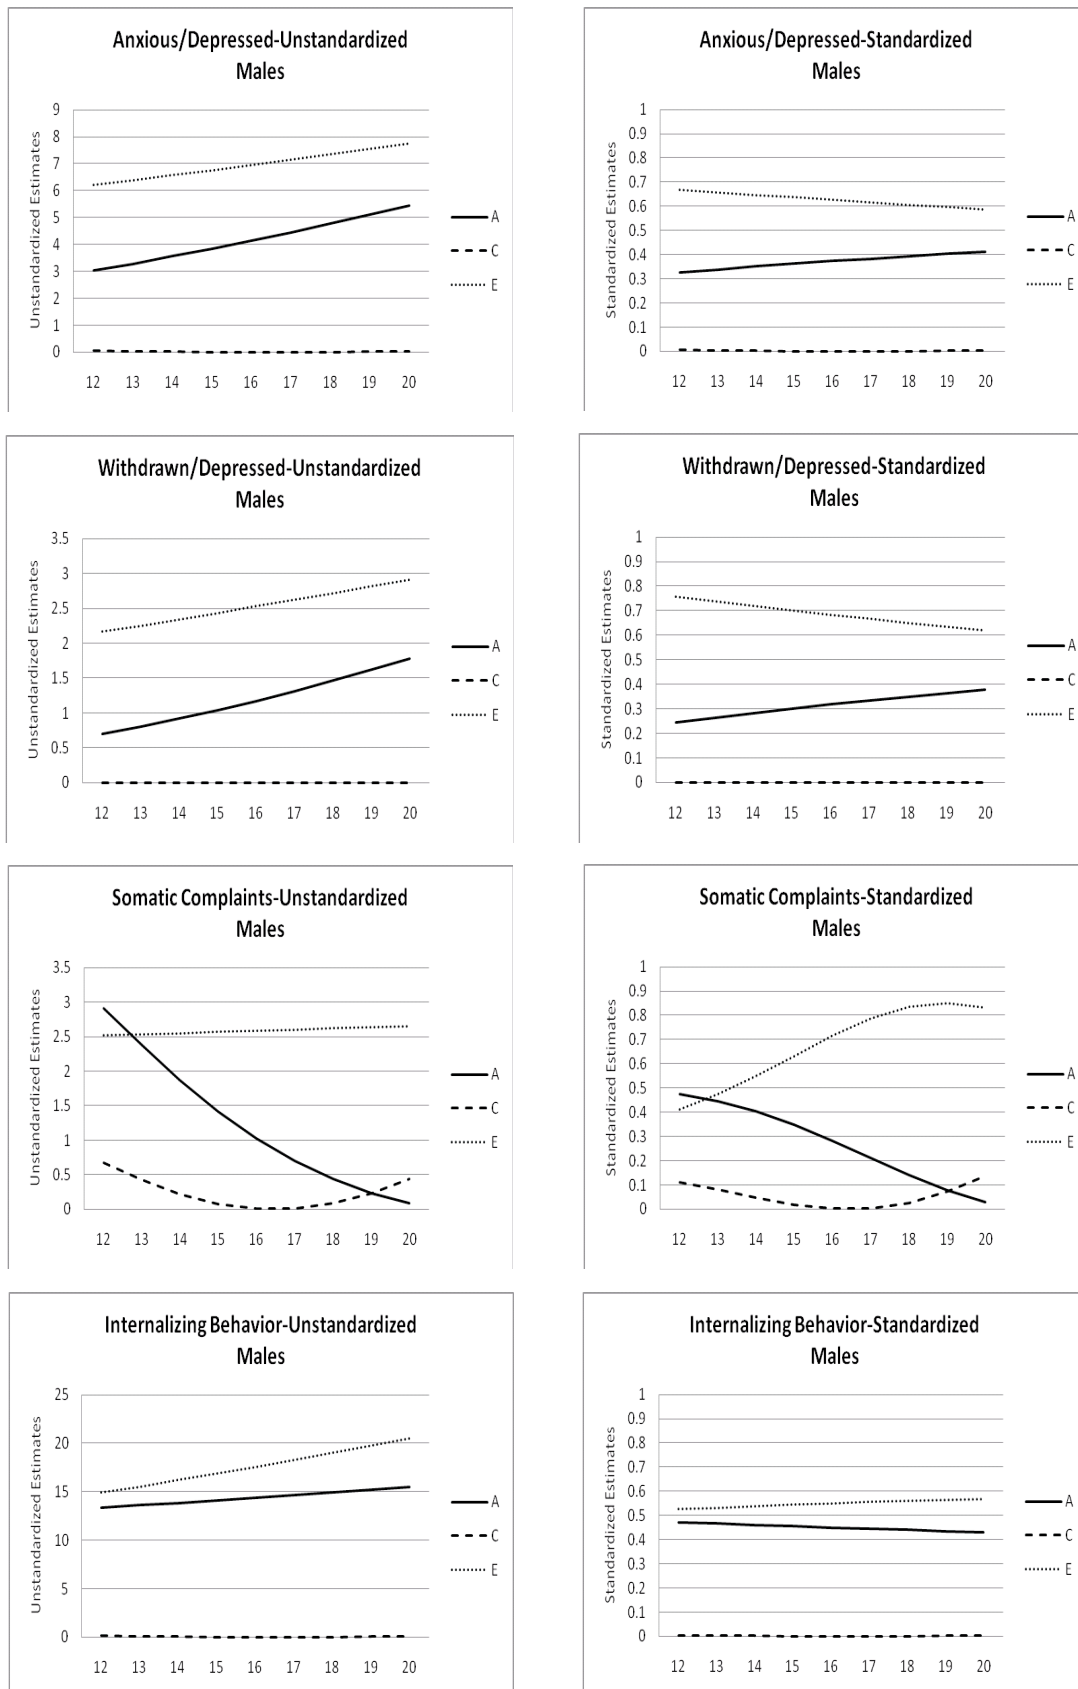 Anxious/Depressed-Unstandardized
Males
Unstandardized Estimates
9
8
7
6
5
4
3
2
1
0
12 13 14 15 16 17 18 19 20
A
C
E
Anxious/Depressed-Standardized
Males
Standardized Estimates
1
0.9
0.8
0.7
0.6
0.5
0.4
0.3
0.2
0.1
0
12 13 14 15 16 17 18 19 20
A
C
E
Withdrawn/Depressed-Unstandardized
Males
Unstandardized Estimates
3.5
3
2.5
2
1.5
1
0.5
0
12 13 14 15 16 17 18 19 20
A
C
E
Withdrawn/Depressed-Standardized
Males
Standardized Estimates
1
0.9
0.8
0.7
0.6
0.5
0.4
0.3
0.2
0.1
0
12 13 14 15 16 17 18 19 20
A
C
E
Somatic Complaints-Unstandardized
Males
Unstandardized Estimates
3.5
3
2.5
2
1.5
1
0.5
0
12 13 14 15 16 17 18 19 20
A
C
E
Somatic Complaints-Standardized
Males
Standardized Estimates
1
0.9
0.8
0.7
0.6
0.5
0.4
0.3
0.2
0.1
0
12 13 14 15 16 17 18 19 20
A
C
E
Internalizing Behavior-Unstandardized
Males
Unstandardized Estimates
25
20
15
10
5
0
12 13 14 15 16 17 18 19 20
A
C
E
Internalizing Behavior-Standardized
Males
Standardized Estimates
1
0.9
0.8
0.7
0.6
0.5
0.4
0.3
0.2
0.1
0
12 13 14 15 16 17 18 19 20
A
C
E